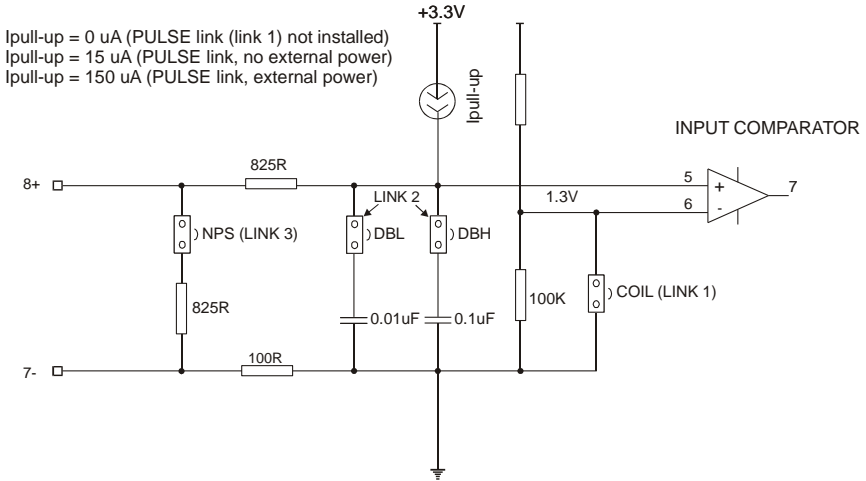 +3.3V
Ipull-up = 0 uA (PULSE link (link 1) not installed)
Ipull-up = 15 uA (PULSE link, no external power)
Ipull-up = 150 uA (PULSE link, external power)
Ipull-up
INPUT COMPARATOR
825R
8+
5
+
7
LINK 2
1.3V
6
-
NPS (LINK 3)
DBL
DBH
825R
0.01uF
0.1uF
100K
COIL (LINK 1)
100R
7-